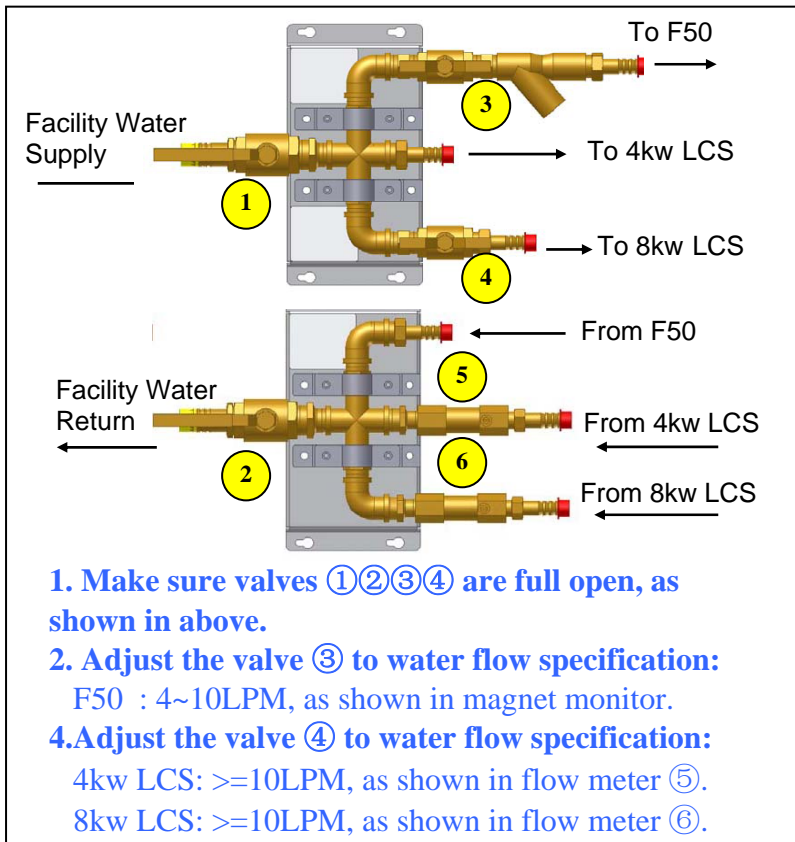 To F50
3
Facility Water
Supply
To 4kw LCS
1
To 8kw LCS
4
From F50
5
Facility Water
Return
From 4kw LCS
6
2
From 8kw LCS
1. Make sure valves ①②③④ are full open, as
shown in above.
2. Adjust the valve ③ to water flow specification:
F50 : 4~10LPM, as shown in magnet monitor.
4.Adjust the valve ④ to water flow specification:
4kw LCS: >=10LPM, as shown in flow meter ⑤.
8kw LCS: >=10LPM, as shown in flow meter ⑥.